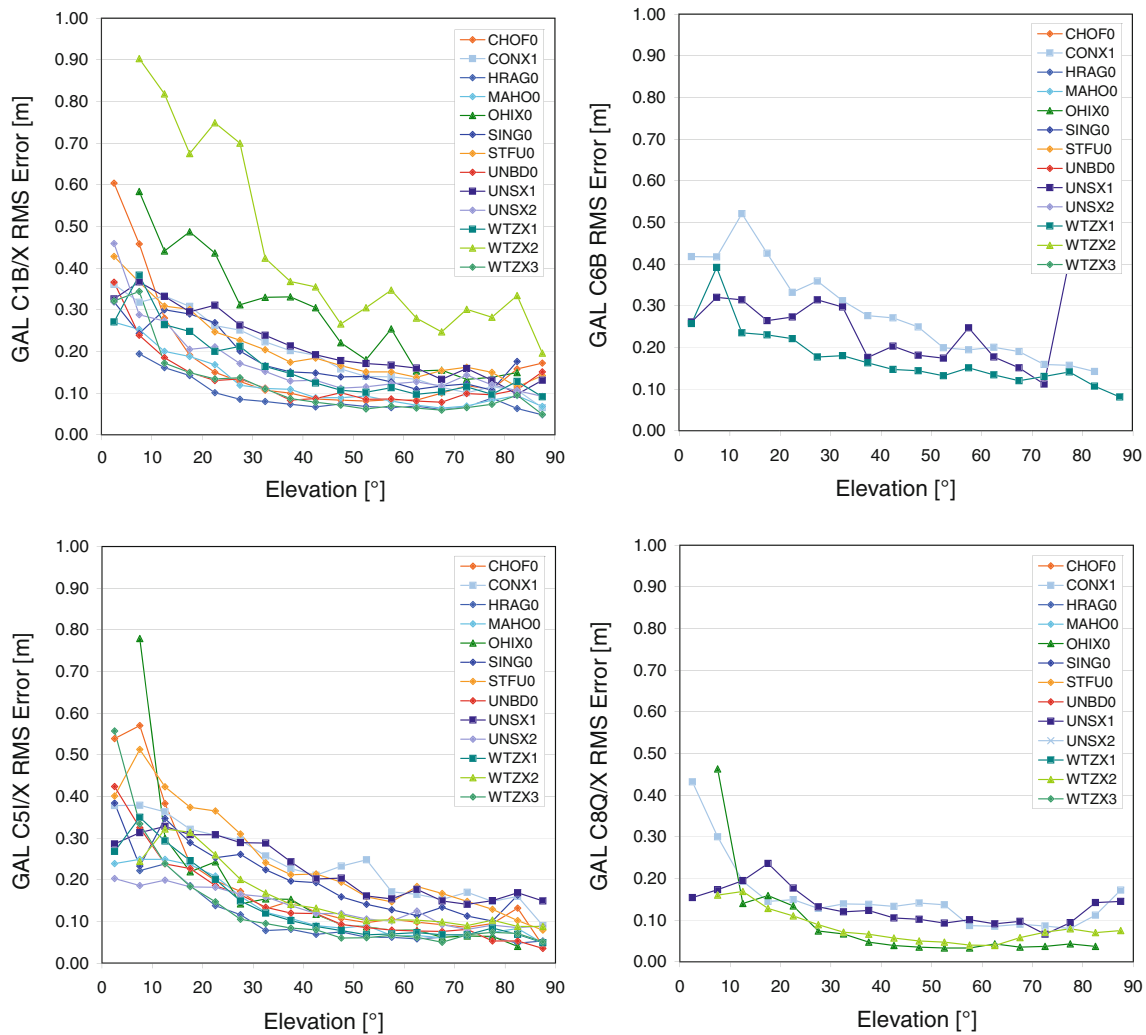 GAL C1B/X RMS Error [m]
1.00
0.90
0.80
0.70
0.60
0.50
0.40
0.30
0.20
0.10
0.00
0 10 20 30 40 50 60 70 80 90
Elevation [°]
CHOF0
CONX1
HRAG0
MAHO0
OHIX0
SING0
STFU0
UNBD0
UNSX1
UNSX2
WTZX1
WTZX2
WTZX3
GAL C6B RMS Error [m]
1.00
0.90
0.80
0.70
0.60
0.50
0.40
0.30
0.20
0.10
0.00
0 10 20 30 40 50 60 70 80 90
Elevation [°]
CHOF0
CONX1
HRAG0
MAHO0
OHIX0
SING0
STFU0
UNBD0
UNSX1
UNSX2
WTZX1
WTZX2
WTZX3
GAL C5I/X RMS Error [m]
1.00
0.90
0.80
0.70
0.60
0.50
0.40
0.30
0.20
0.10
0.00
0 10 20 30 40 50 60 70 80 90
Elevation [°]
CHOF0
CONX1
HRAG0
MAHO0
OHIX0
SING0
STFU0
UNBD0
UNSX1
UNSX2
WTZX1
WTZX2
WTZX3
GAL C8Q/X RMS Error [m]
1.00
0.90
0.80
0.70
0.60
0.50
0.40
0.30
0.20
0.10
0.00
0 10 20 30 40 50 60 70 80 90
Elevation [°]
CHOF0
CONX1
HRAG0
MAHO0
OHIX0
SING0
STFU0
UNBD0
UNSX1
UNSX2
WTZX1
WTZX2
WTZX3